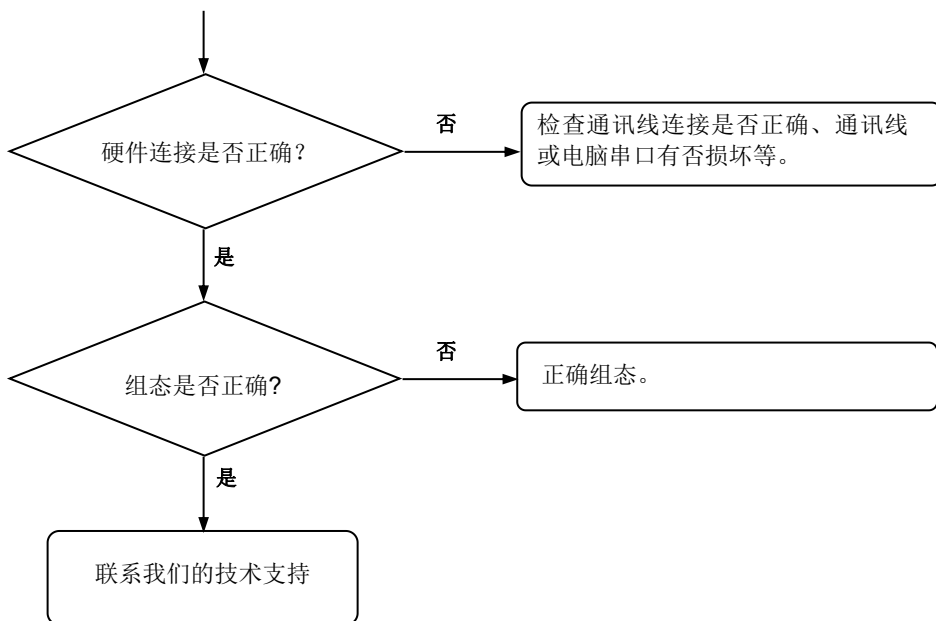 否
硬件连接是否正确？
检查通讯线连接是否正确、通讯线
或电脑串口有否损坏等。
是
否
组态是否正确?
正确组态。
是
联系我们的技术支持